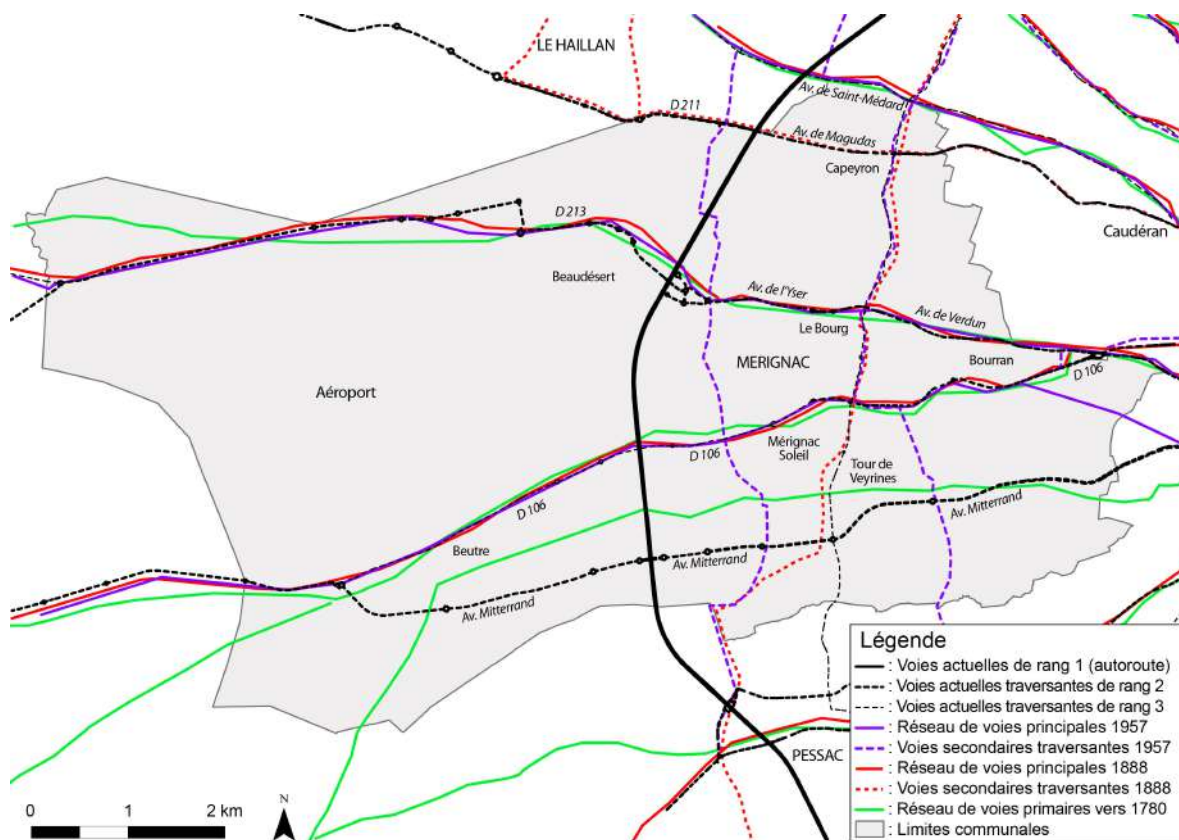 LE HAILLAN
Av. de Saint-Médard
D 211
Av. de Magudas
Capeyron
Caudéran
D 213
Beaudésert
Av. de l'Yser
Av. de Verdun
Le Bourg
MERIGNAC
Bourran
D 106
Aéroport
Mérignac
Soleil
D 106
Tour de
Veyrines
D 106
Av. Mitterrand
Beutre
Av. Mitterrand
Av. Mitterrand
PESSAC
Légende
: Voies actuelles de rang 1 (autoroute)
: Voies actuelles traversantes de rang 2
: Voies actuelles traversantes de rang 3
: Réseau de voies principales 1957
: Voies secondaires traversantes 1957
: Réseau de voies principales 1888
: Voies secondaires traversantes 1888
: Réseau de voies primaires vers 1780
: Limites communales
0 1 2 km
N